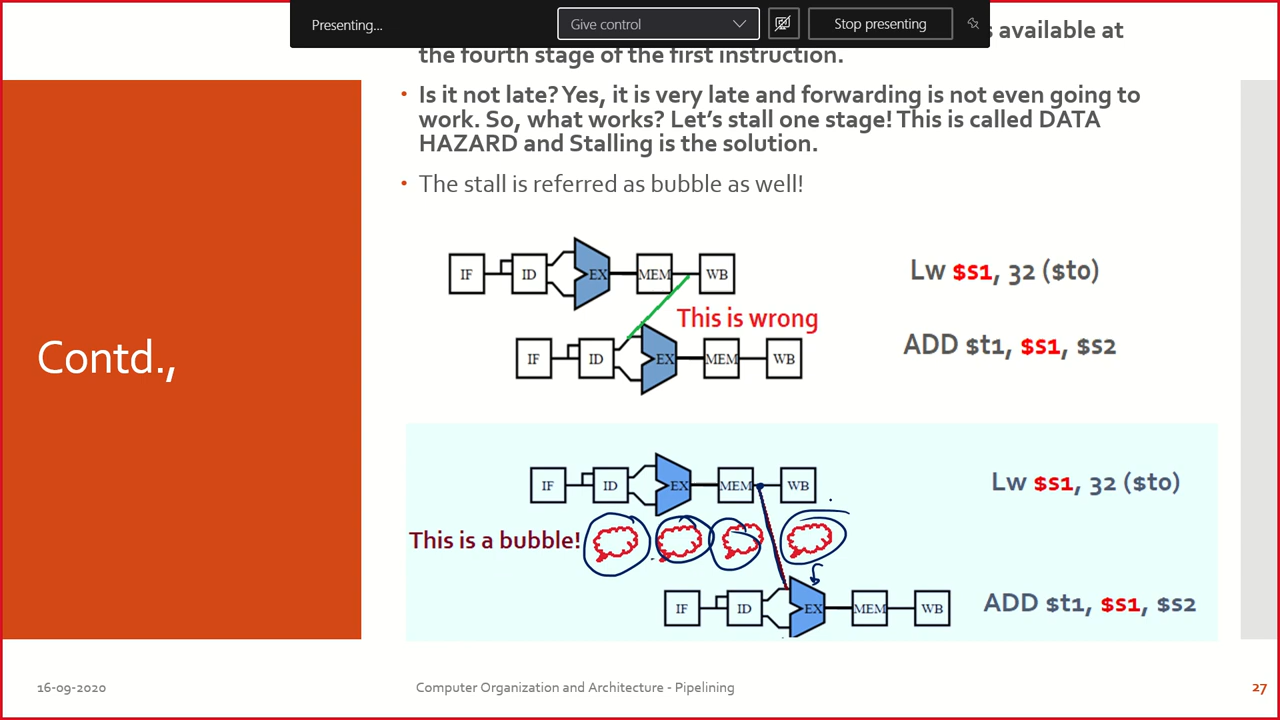 Presenting...
Give control
Stop presenting
s available at
the fourth stage of the first instruction.
• Is it not late? Yes, it is very late and forwarding is not even going to
work. So, what works? Let's stall one stage! This is called DATA
HAZARD and Stalling is the solution.
• The stall is referred as bubble as well!
IF ID EX MEM WB
Lw $s1, 32 ($t0)
This is wrong
IF ID EX MEM WB
ADD $t1, $s1, $s2
Contd.,
IF ID EX MEM WB
Lw $s1, 32 ($t0)
This is a bubble!
IF ID EX MEM WB
ADD $t1, $s1, $s2
16-09-2020
Computer Organization and Architecture - Pipelining
27